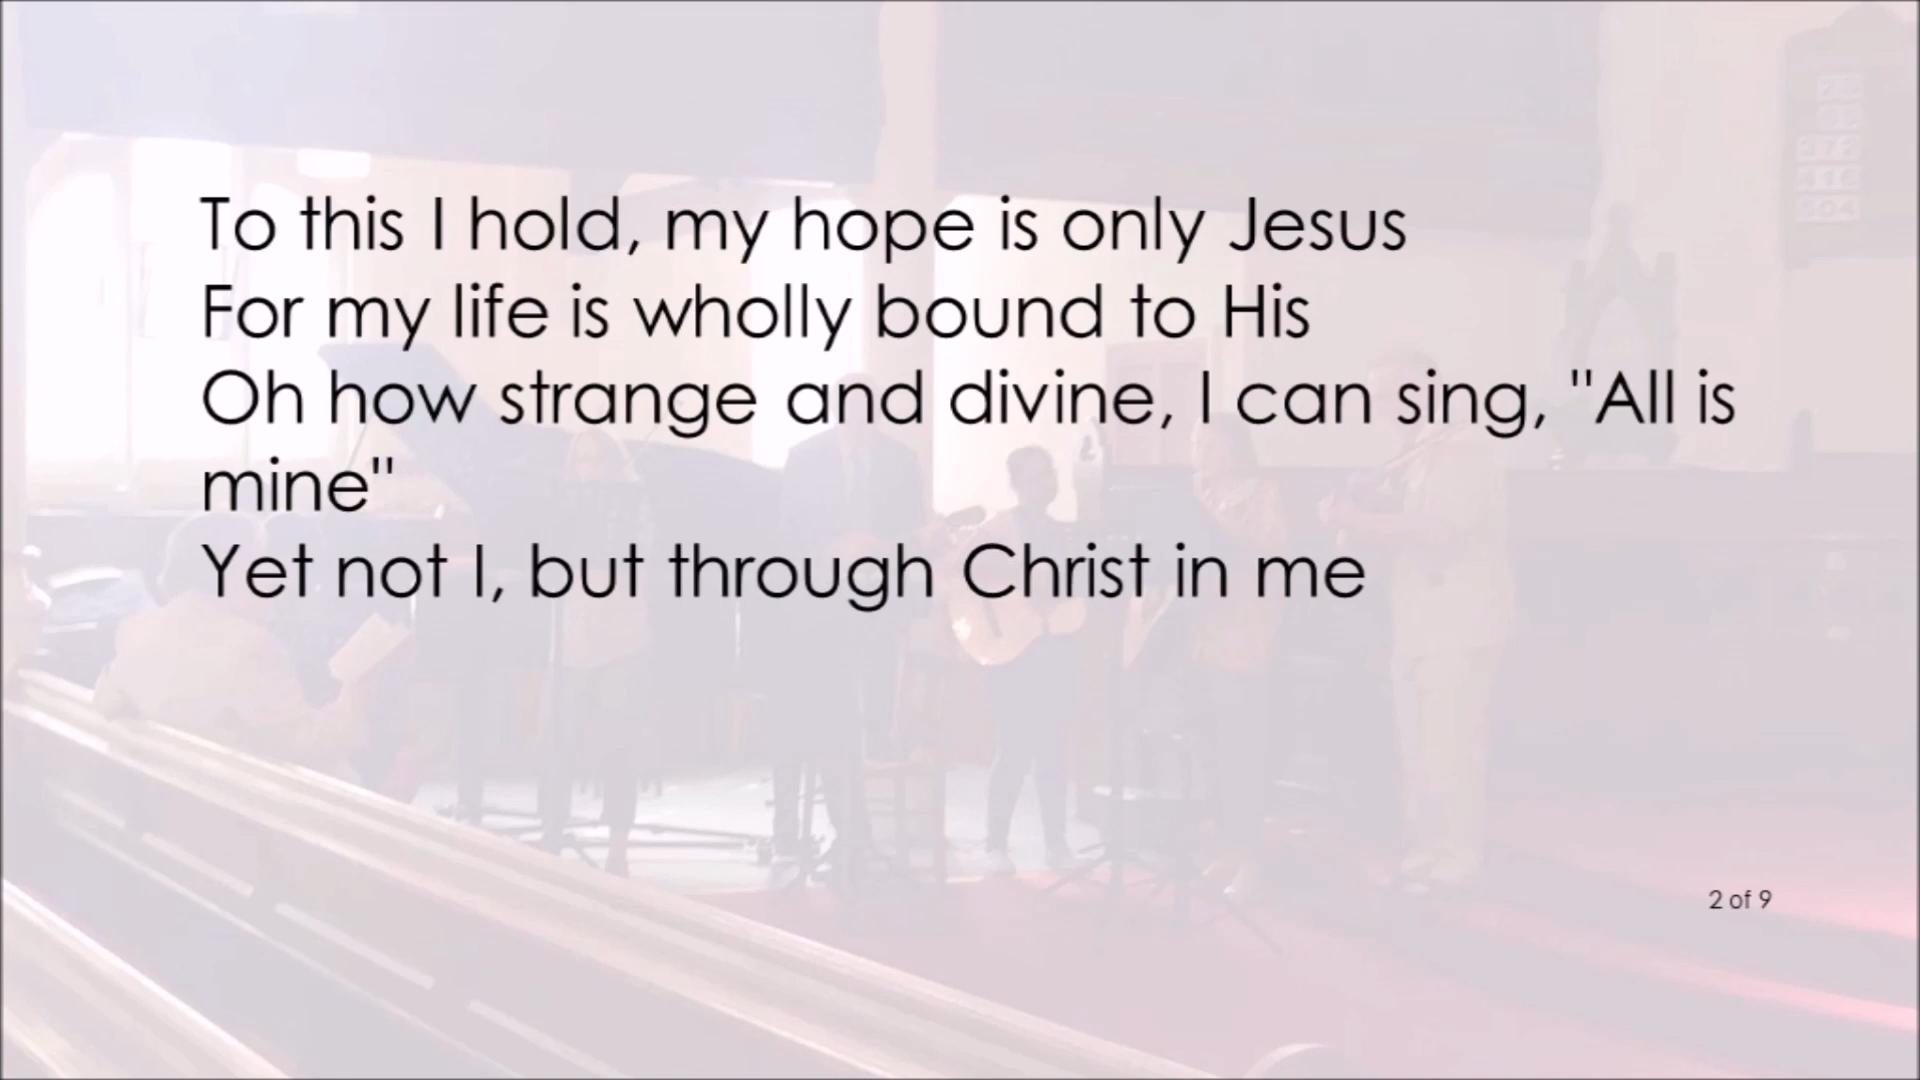 To this I hold, my hope is only Jesus
For my life is wholly bound to His
Oh how strange and divine, I can sing, "All is
mine"
Yet not I, but through Christ in me
2 of 9